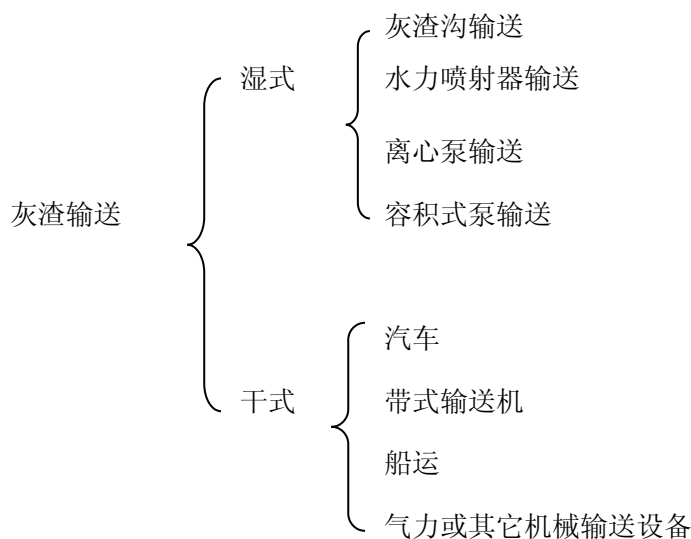 灰渣输送
湿式
灰渣沟输送
水力喷射器输送
离心泵输送
容积式泵输送
干式
汽车
带式输送机
船运
气力或其它机械输送设备